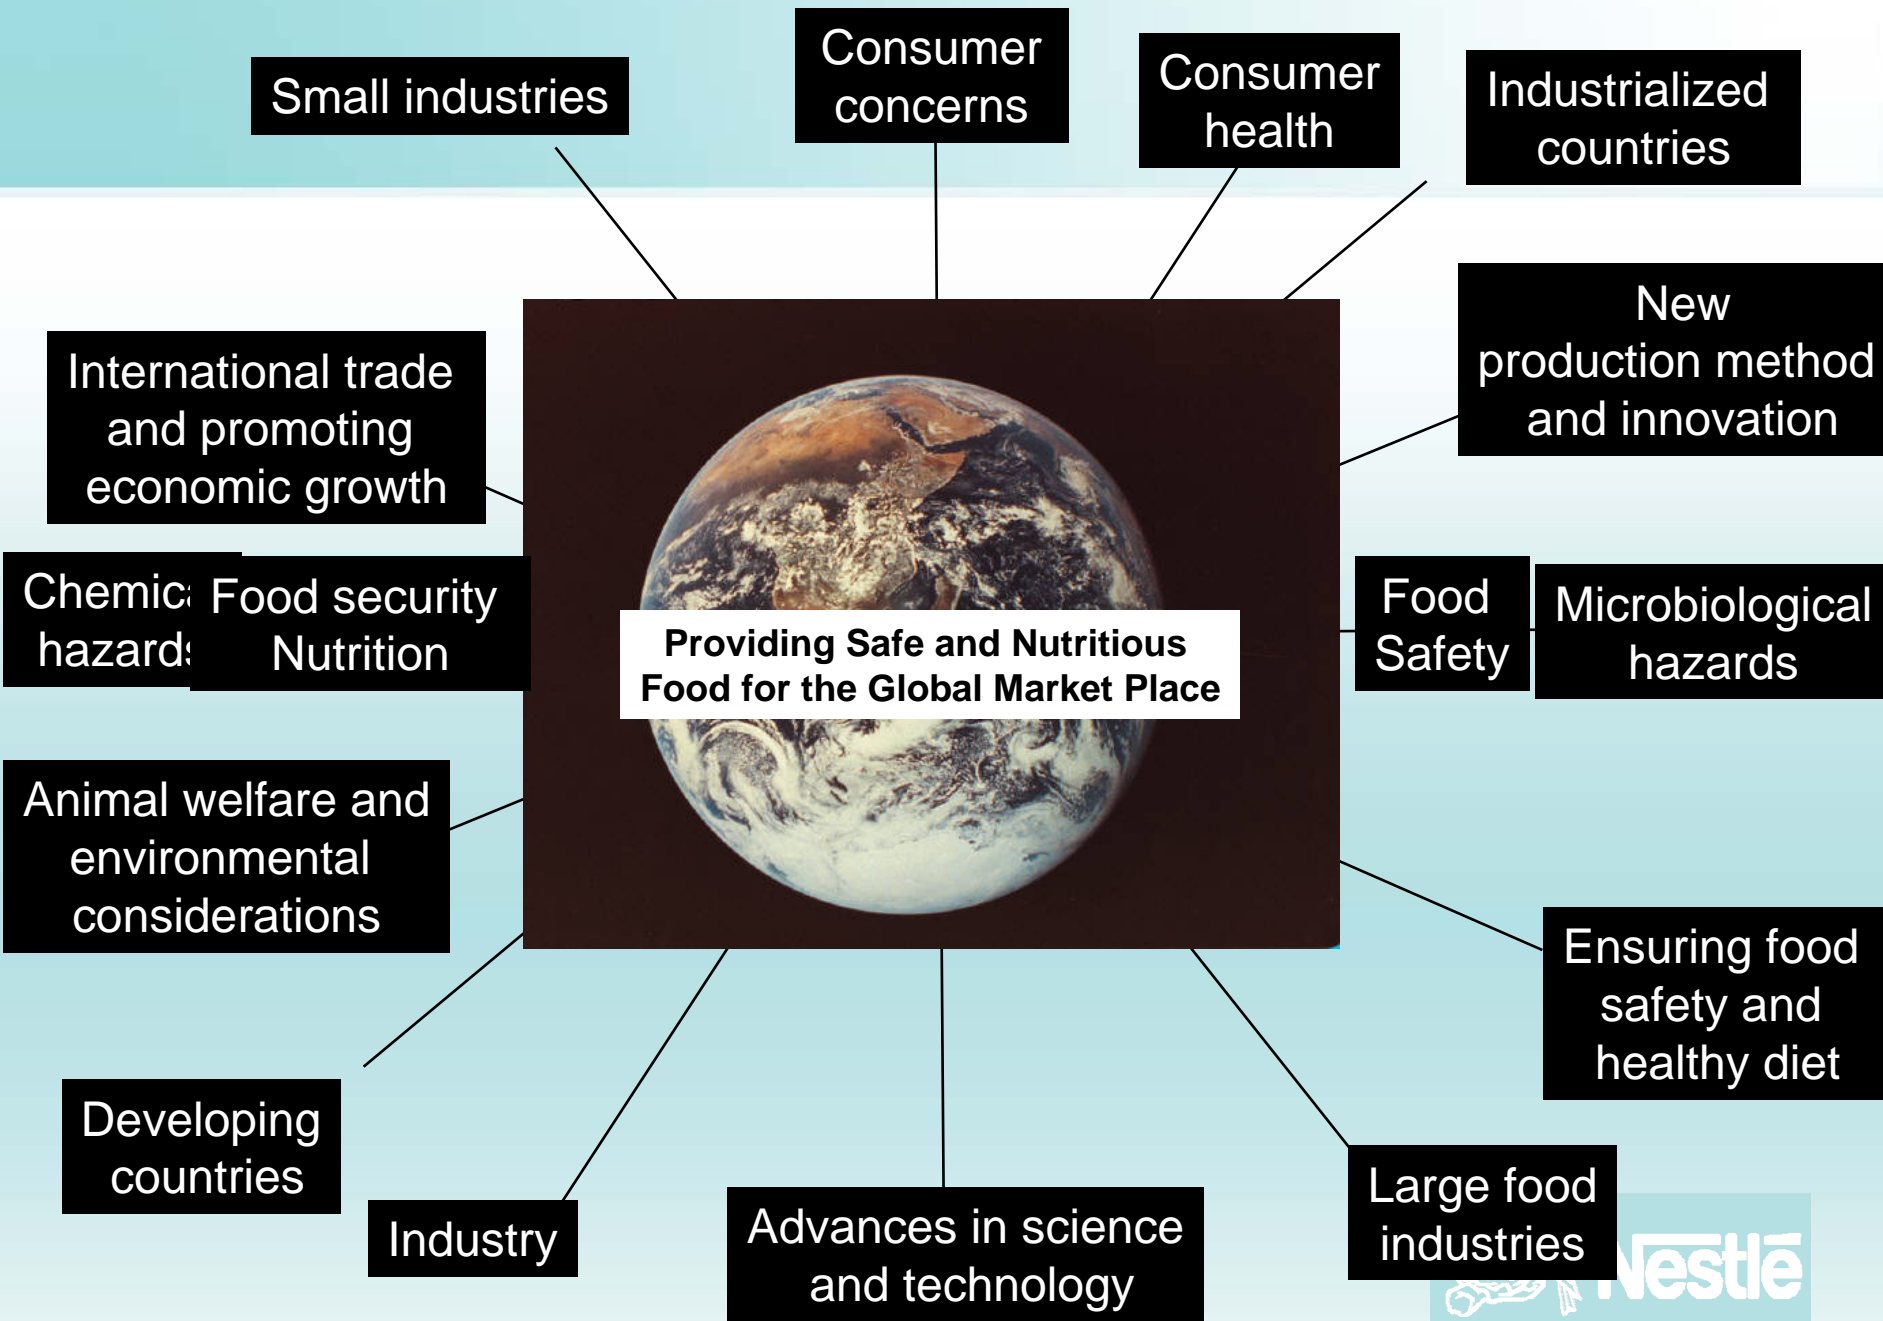 Small industries
Consumer
concerns
Consumer
health
Industrialized
countries
New
production method
and innovation
International trade
and promoting
economic growth
hazards
Food security
Nutrition
Providing Safe and Nutritious
Food for the Global Market Place
Food
Safety
Microbiological
hazards
Animal welfare and
environmental
considerations
Ensuring food
safety and
healthy diet
Developing
countries
Industry
Advances in science
and technology
Large food
industries
Nestlé